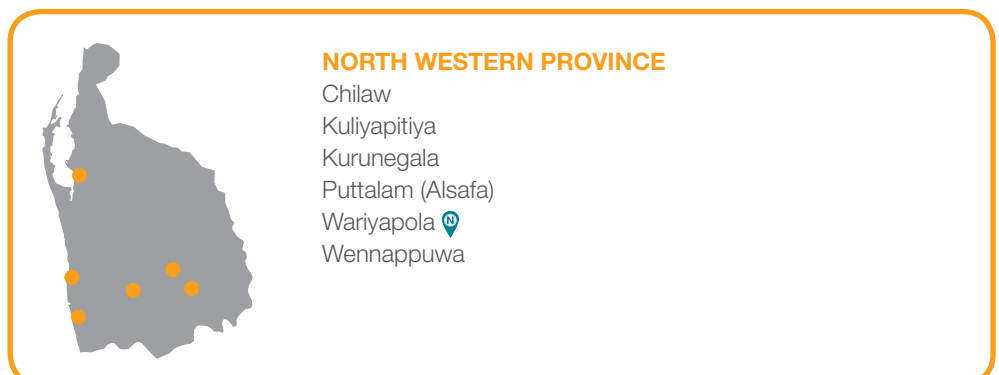 NORTH WESTERN PROVINCE
Chilaw
Kuliyapitiya
Kurunegala
Puttalam (Alsafa)
Wariyapola N
Wennappuwa